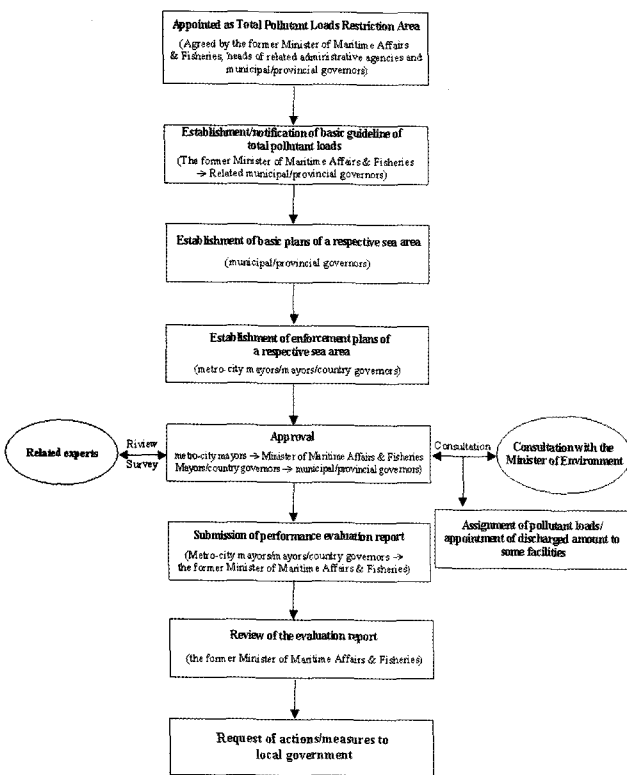 Appointed as Total Pollutant Loads Restriction Area
(Agreed by the former Minister of Maritime Affairs
& Fisheries, heads of related administrative agencies and
municipal/provincial governors)
Establishment/notification of basic guideline of
total pollutant loads
(The former Minister of Maritime Affairs & Fisheries
→ Related municipal/provincial governors)
Establishment of basic plans of a respective sea area
(municipal/provincial governors)
Establishment of enforcement plans of
a respective sea area
(metro-city mayors/mayors/country governors)
Related experts
Riview
Survey
Approval
metro-city mayors → Minister of Maritime Affairs & Fisheries
Mayors/country governors → municipal/provincial governors)
Consultation
Consultation with the
Minister of Environment
Assignment of pollutant loads/
appointment of discharged amount to
some facilities
Submission of performance evaluation report
(Metro-city mayors/mayors/country governors →
the former Minister of Maritime Affairs & Fisheries)
Review of the evaluation report
(the former Minister of Maritime Affairs & Fisheries)
Request of actions/measures to
local government